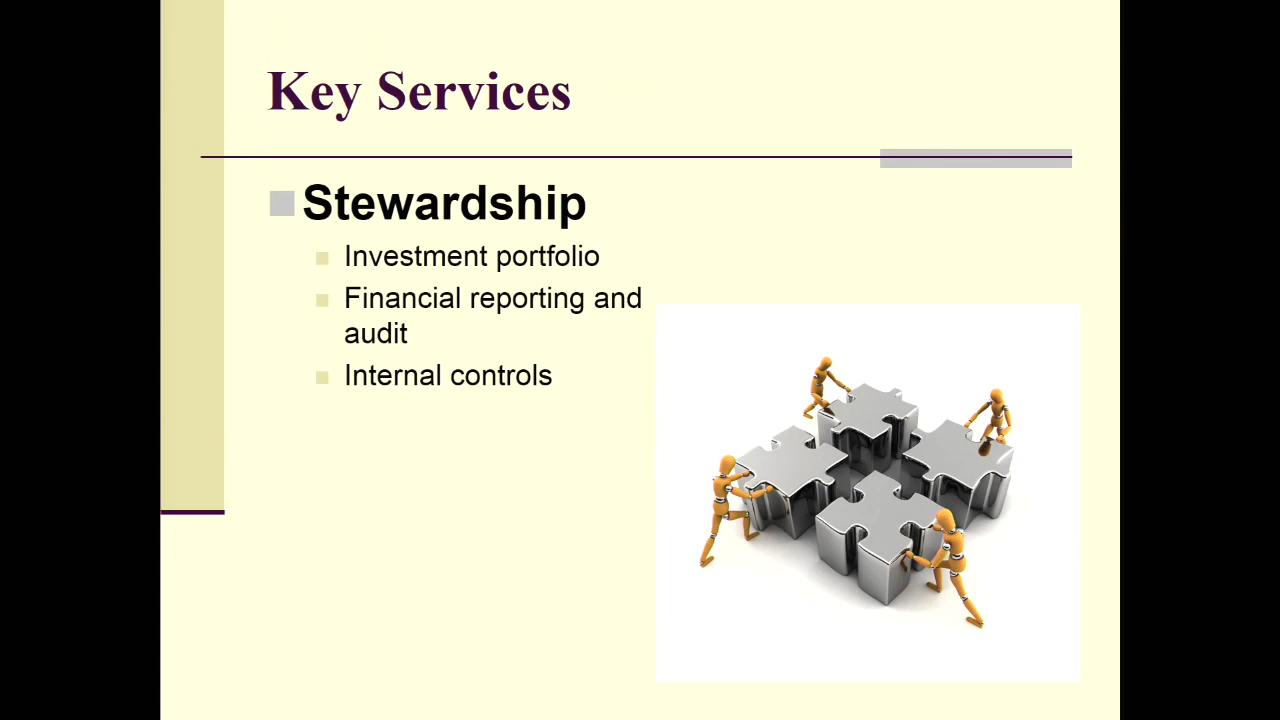 Key Services
Stewardship
Investment portfolio
Financial reporting and
audit
Internal controls